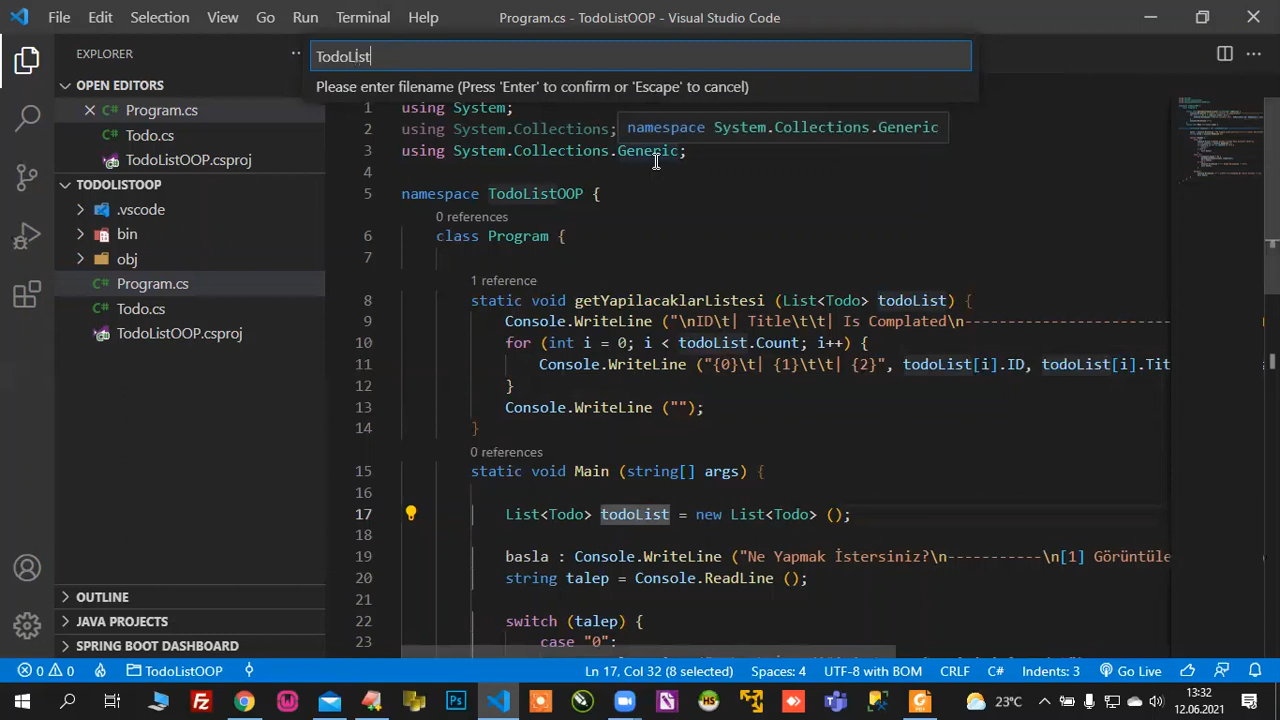 File Edit Selection View Go Run Terminal Help Program.cs - TodoListOOP - Visual Studio Code
EXPLORER
TodoList
Please enter filename (Press 'Enter' to confirm or 'Escape' to cancel)
OPEN EDITORS
Program.cs
Todo.cs
TodoListOOP.csproj
TODOLISTOOP
.vscode
bin
obj
Program.cs
Todo.cs
TodoListOOP.csproj
OUTLINE
JAVA PROJECTS
SPRING BOOT DASHBOARD
1 using System;
2 using System.Collections;
namespace System.Collections.Generic
3 using System.Collections.Generic;
4
5 namespace TodoListOOP {
0 references
6 class Program {
7
1 reference
8 static void getYapilacaklarListesi (List<Todo> todoList) {
9 Console.WriteLine ("\nID\t| Title\t\t| Is Complated\n------------------------
10 for (int i = 0; i < todoList.Count; i++) {
11 Console.WriteLine ("{0}\t| {1}\t\t| {2}", todoList[i].ID, todoList[i].Tit
12 }
13 Console.WriteLine ("");
14 }
0 references
15 static void Main (string[] args) {
16
17 List<Todo> todoList = new List<Todo> ();
18
19 basla : Console.WriteLine ("Ne Yapmak İstersiniz?\n-----------\n[1] Görüntüle
20 string talep = Console.ReadLine ();
21
22 switch (talep) {
23 case "0":
0 0 TodoListOOP Ln 17, Col 32 (8 selected) Spaces: 4 UTF-8 with BOM CRLF C# Indents: 3 Go Live
23°C 13:32
12.06.2021